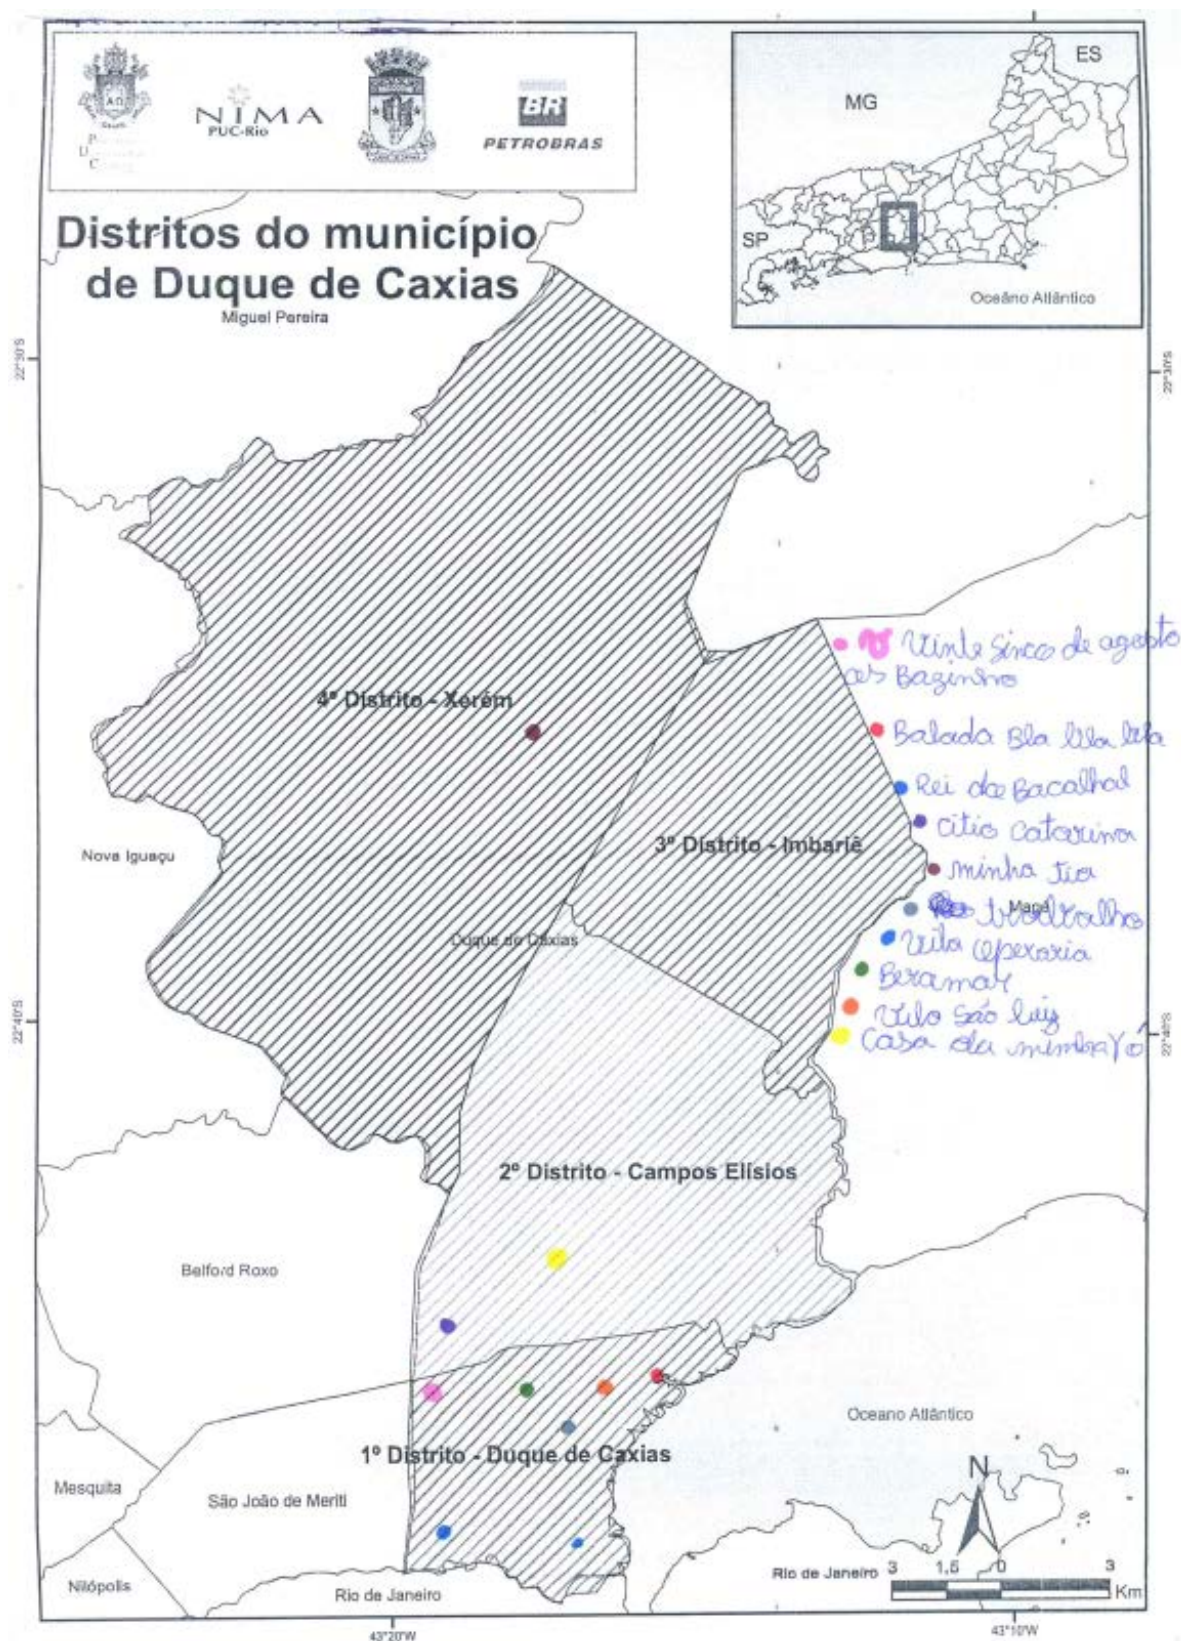 NIMA
PUC-Rio
BR
PETROBRAS
Distritos do município
de Duque de Caxias
Miguel Pereira
MG
ES
SP
Oceâno Atlântico
22°30'S
22°30'S
4º Distrito - Xerém
3º Distrito - Imbariê
Nova Iguaçu
Duque de Caxias
Magé
Vinte Sinco de agosto
Bazinho
Balada Bla bla bla
Rei do Bacalhal
Citio Catarina
minha tia
trabalho
Vila operaria
Beramar
Vila São luiz
Casa da minha Vó
22°40'S
22°40'S
2º Distrito - Campos Elísios
Belford Roxo
1º Distrito - Duque de Caxias
Oceano Atlântico
Mesquita
São João de Meriti
Nilópolis
Rio de Janeiro
Rio de Janeiro
N
3 1,5 0 3
Km
43°20'W
43°10'W